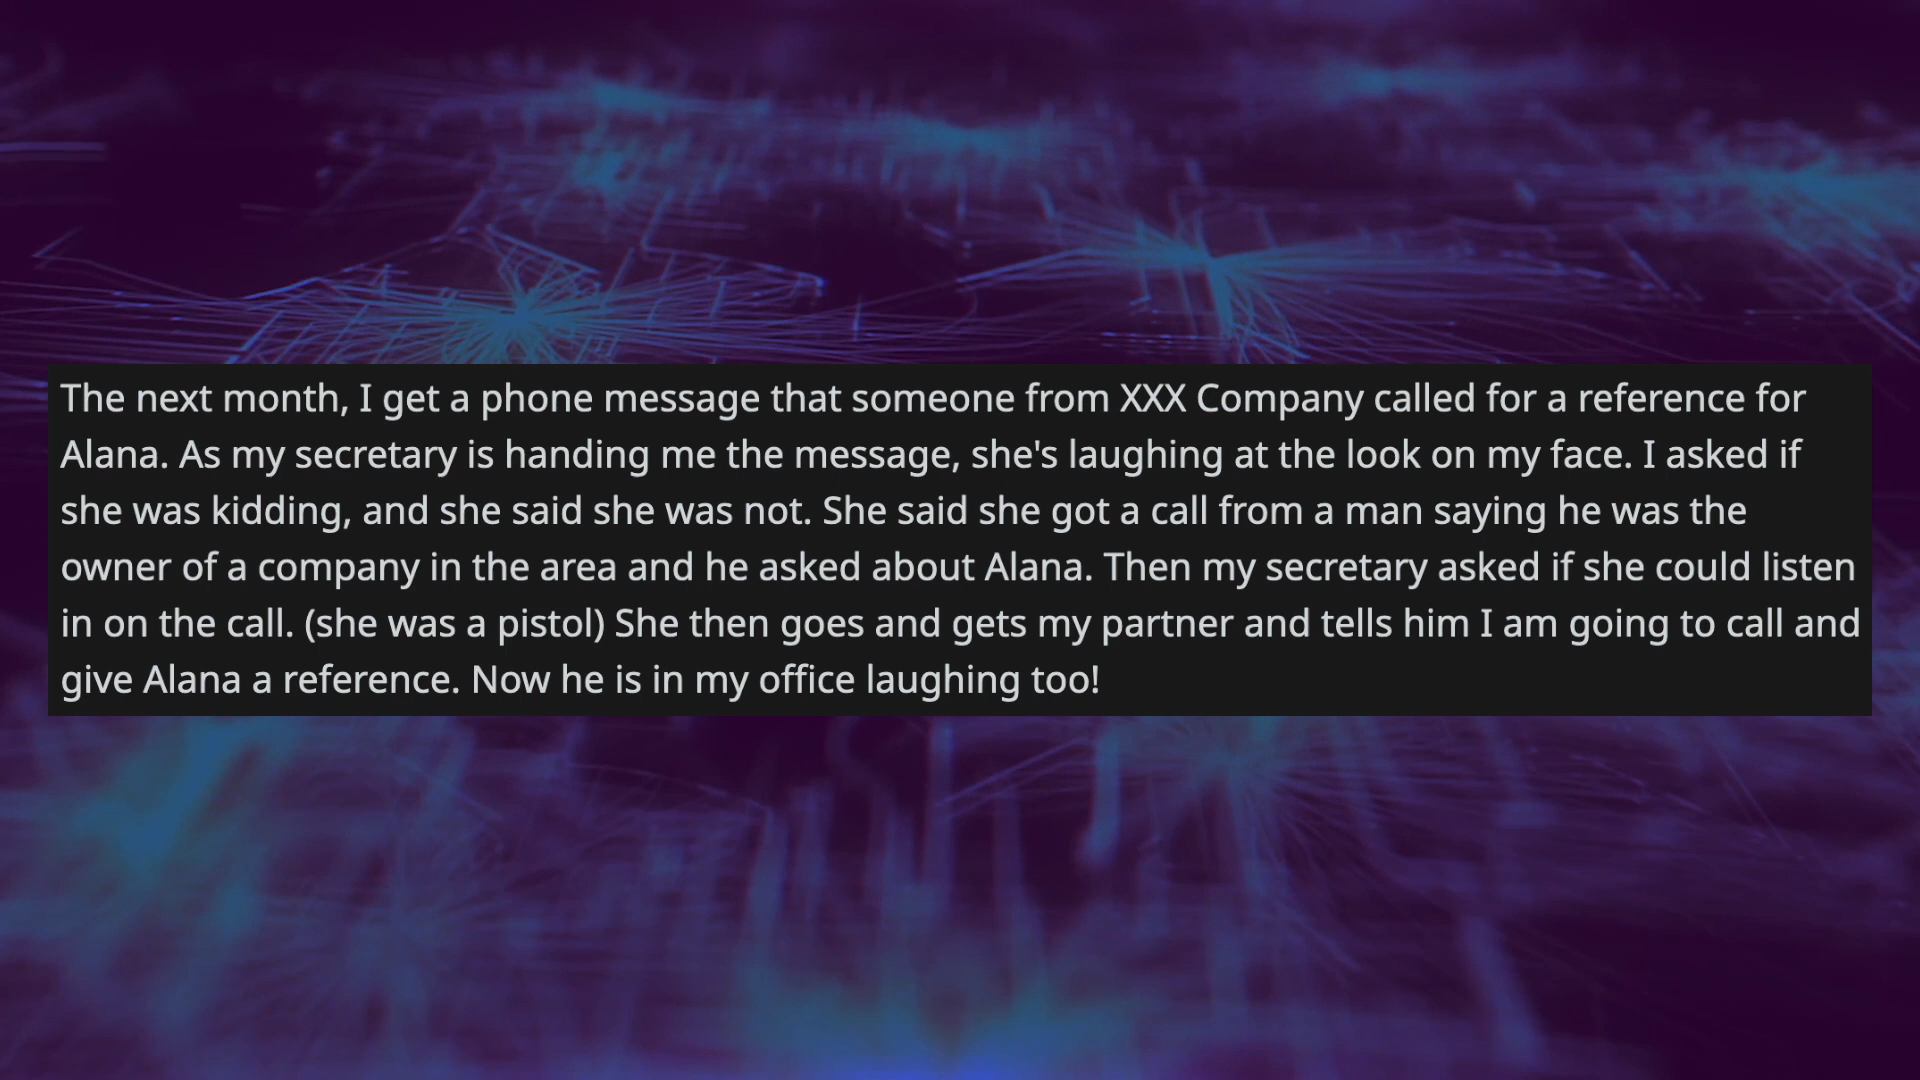 The next month, I get a phone message that someone from XXX Company called for a reference for
Alana. As my secretary is handing me the message, she's laughing at the look on my face. I asked if
she was kidding, and she said she was not. She said she got a call from a man saying he was the
owner of a company in the area and he asked about Alana. Then my secretary asked if she could listen
in on the call. (she was a pistol) She then goes and gets my partner and tells him I am going to call and
give Alana a reference. Now he is in my office laughing too!